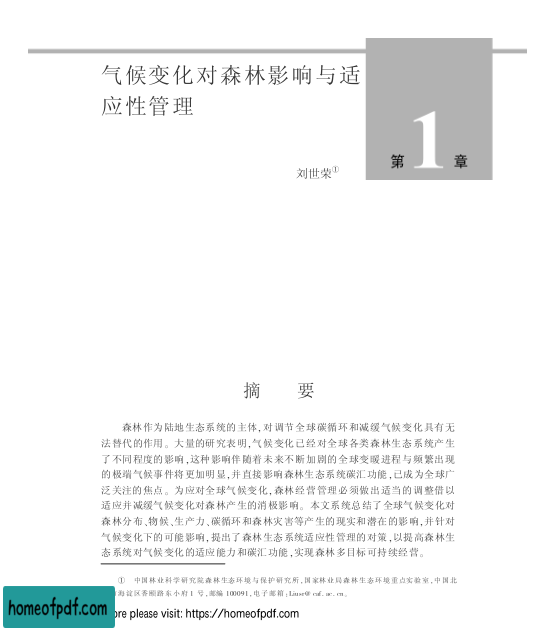 气候变化对森林影响与适
应性管理
第1章
刘世荣①
摘 要
森林作为陆地生态系统的主体,对调节全球碳循环和减缓气候变化具有无
法替代的作用。大量的研究表明,气候变化已经对全球各类森林生态系统产生
了不同程度的影响,这种影响伴随着未来不断加剧的全球变暖进程与频繁出现
的极端气候事件将更加明显,并直接影响森林生态系统碳汇功能,已成为全球广
泛关注的焦点。为应对全球气候变化,森林经营管理必须做出适当的调整借以
适应并减缓气候变化对森林产生的消极影响。本文系统总结了全球气候变化对
森林分布、物候、生产力、碳循环和森林灾害等产生的现实和潜在的影响,并针对
气候变化下的可能影响,提出了森林生态系统适应性管理的对策,以提高森林生
态系统对气候变化的适应能力和碳汇功能,实现森林多目标可持续经营。
① 中国林业科学研究院森林生态环境与保护研究所,国家林业局森林生态环境重点实验室,中国北
海淀区香颐路东小府1号,邮编100091,电子邮箱:Liuse@caf.ac.cn。
homeofpdf.com
ore please visit: https://homeofpdf.com